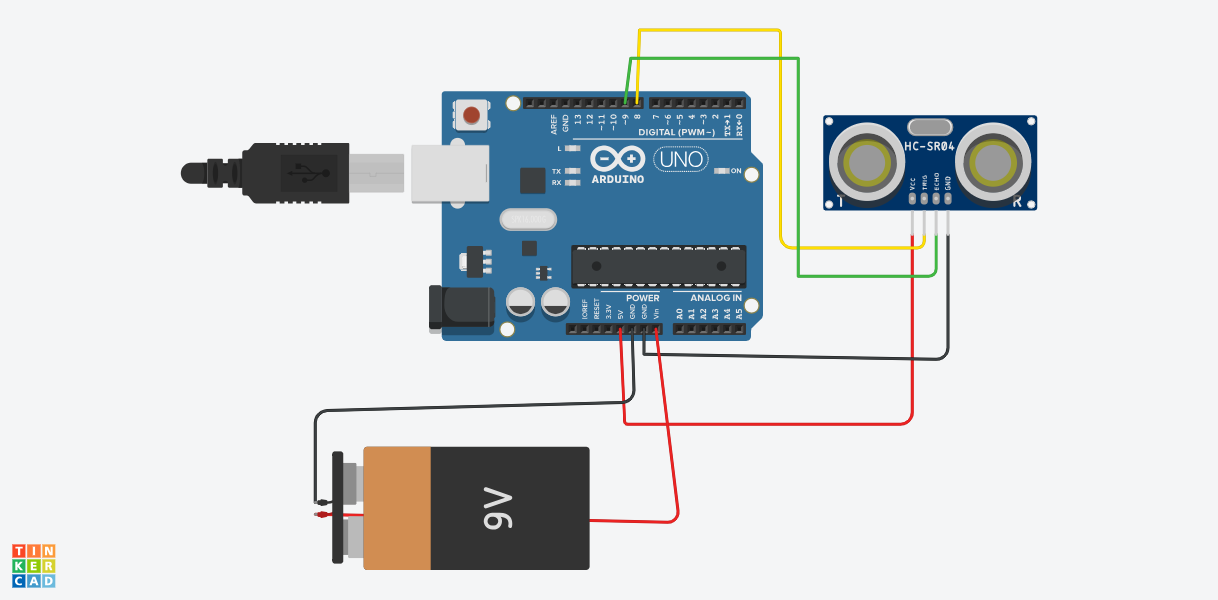 AREF
GND
13
12
~11
~10
~9
8
7
~6
~5
4
~3
2
TX→1
RX←0
DIGITAL (PWM~)
L
TX
RX
ARDUINO
UNO
ON
HC-SR04
VCC
TRIG
ECHO
GND
T
R
POWER
ANALOG IN
IOREF
RESET
3.3V
5V
GND
GND
Vin
A0
A1
A2
A3
A4
A5
9V
TIN
KER
CAD